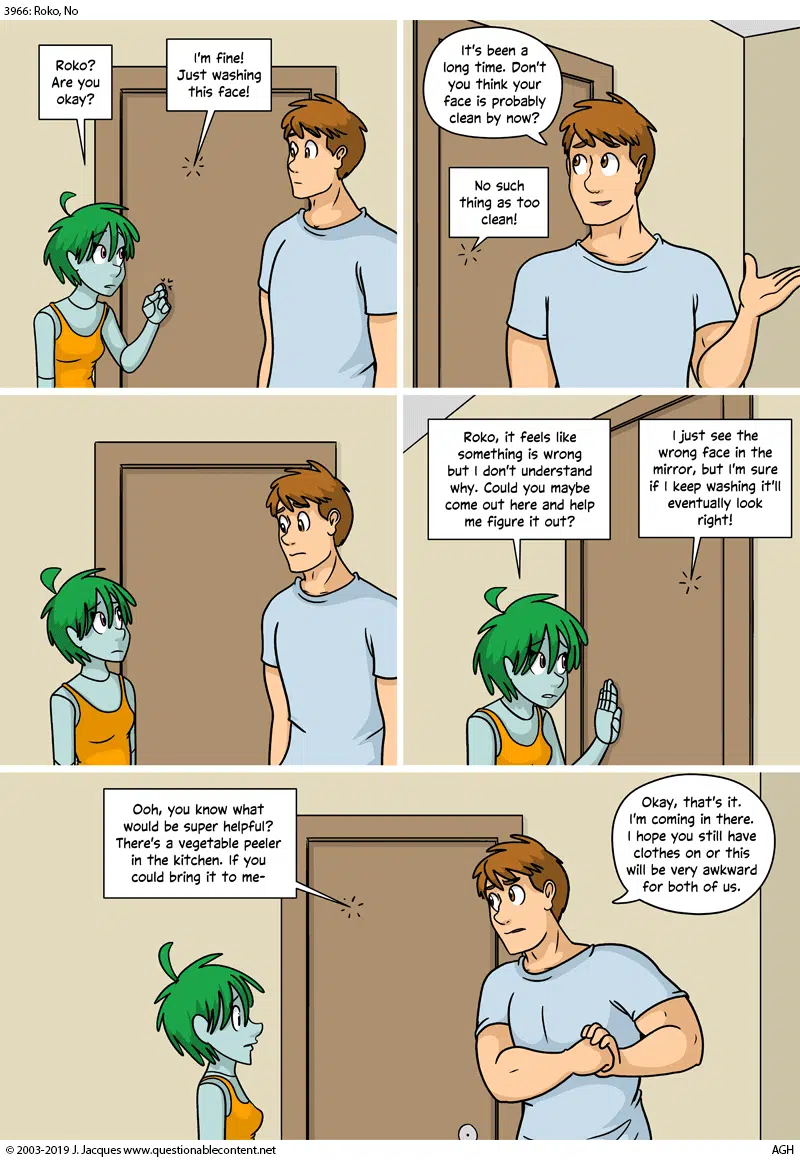 3966: Roko, No
Roko?
Are you
okay?
I'm fine!
Just washing
this face!
It's been a
long time. Don't
you think your
face is probably
clean by now?
No such
thing as too
clean!
Roko, it feels like
something is wrong
but I don't understand
why. Could you maybe
come out here and help
me figure it out?
I just see the
wrong face in the
mirror, but I'm sure
if I keep washing it'll
eventually look
right!
Ooh, you know what
would be super helpful?
There's a vegetable peeler
in the kitchen. If you
could bring it to me-
Okay, that's it.
I'm coming in there.
I hope you still have
clothes on or this
will be very awkward
for both of us.
© 2003-2019 J. Jacques www.questionablecontent.net
AGH